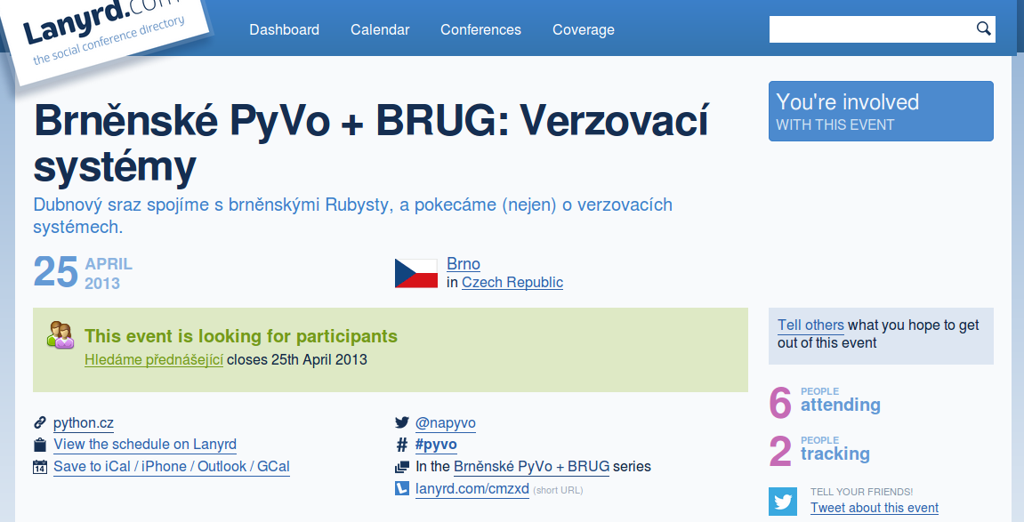 Lanyrd.com
the social conference directory
Dashboard Calendar Conferences Coverage
Brněnské PyVo + BRUG: Verzovací
systémy
You're involved
WITH THIS EVENT
Dubnový sraz spojíme s brněnskými Rubysty, a pokecáme (nejen) o verzovacích
systémech.
25 APRIL
2013
Brno
in Czech Republic
This event is looking for participants
Hledáme přednášející closes 25th April 2013
Tell others what you hope to get
out of this event
6 PEOPLE
attending
2 PEOPLE
tracking
TELL YOUR FRIENDS!
Tweet about this event
python.cz
View the schedule on Lanyrd
14 Save to iCal / iPhone / Outlook / GCal
@napyvo
# #pyvo
In the Brněnské PyVo + BRUG series
lanyrd.com/cmzxd (short URL)